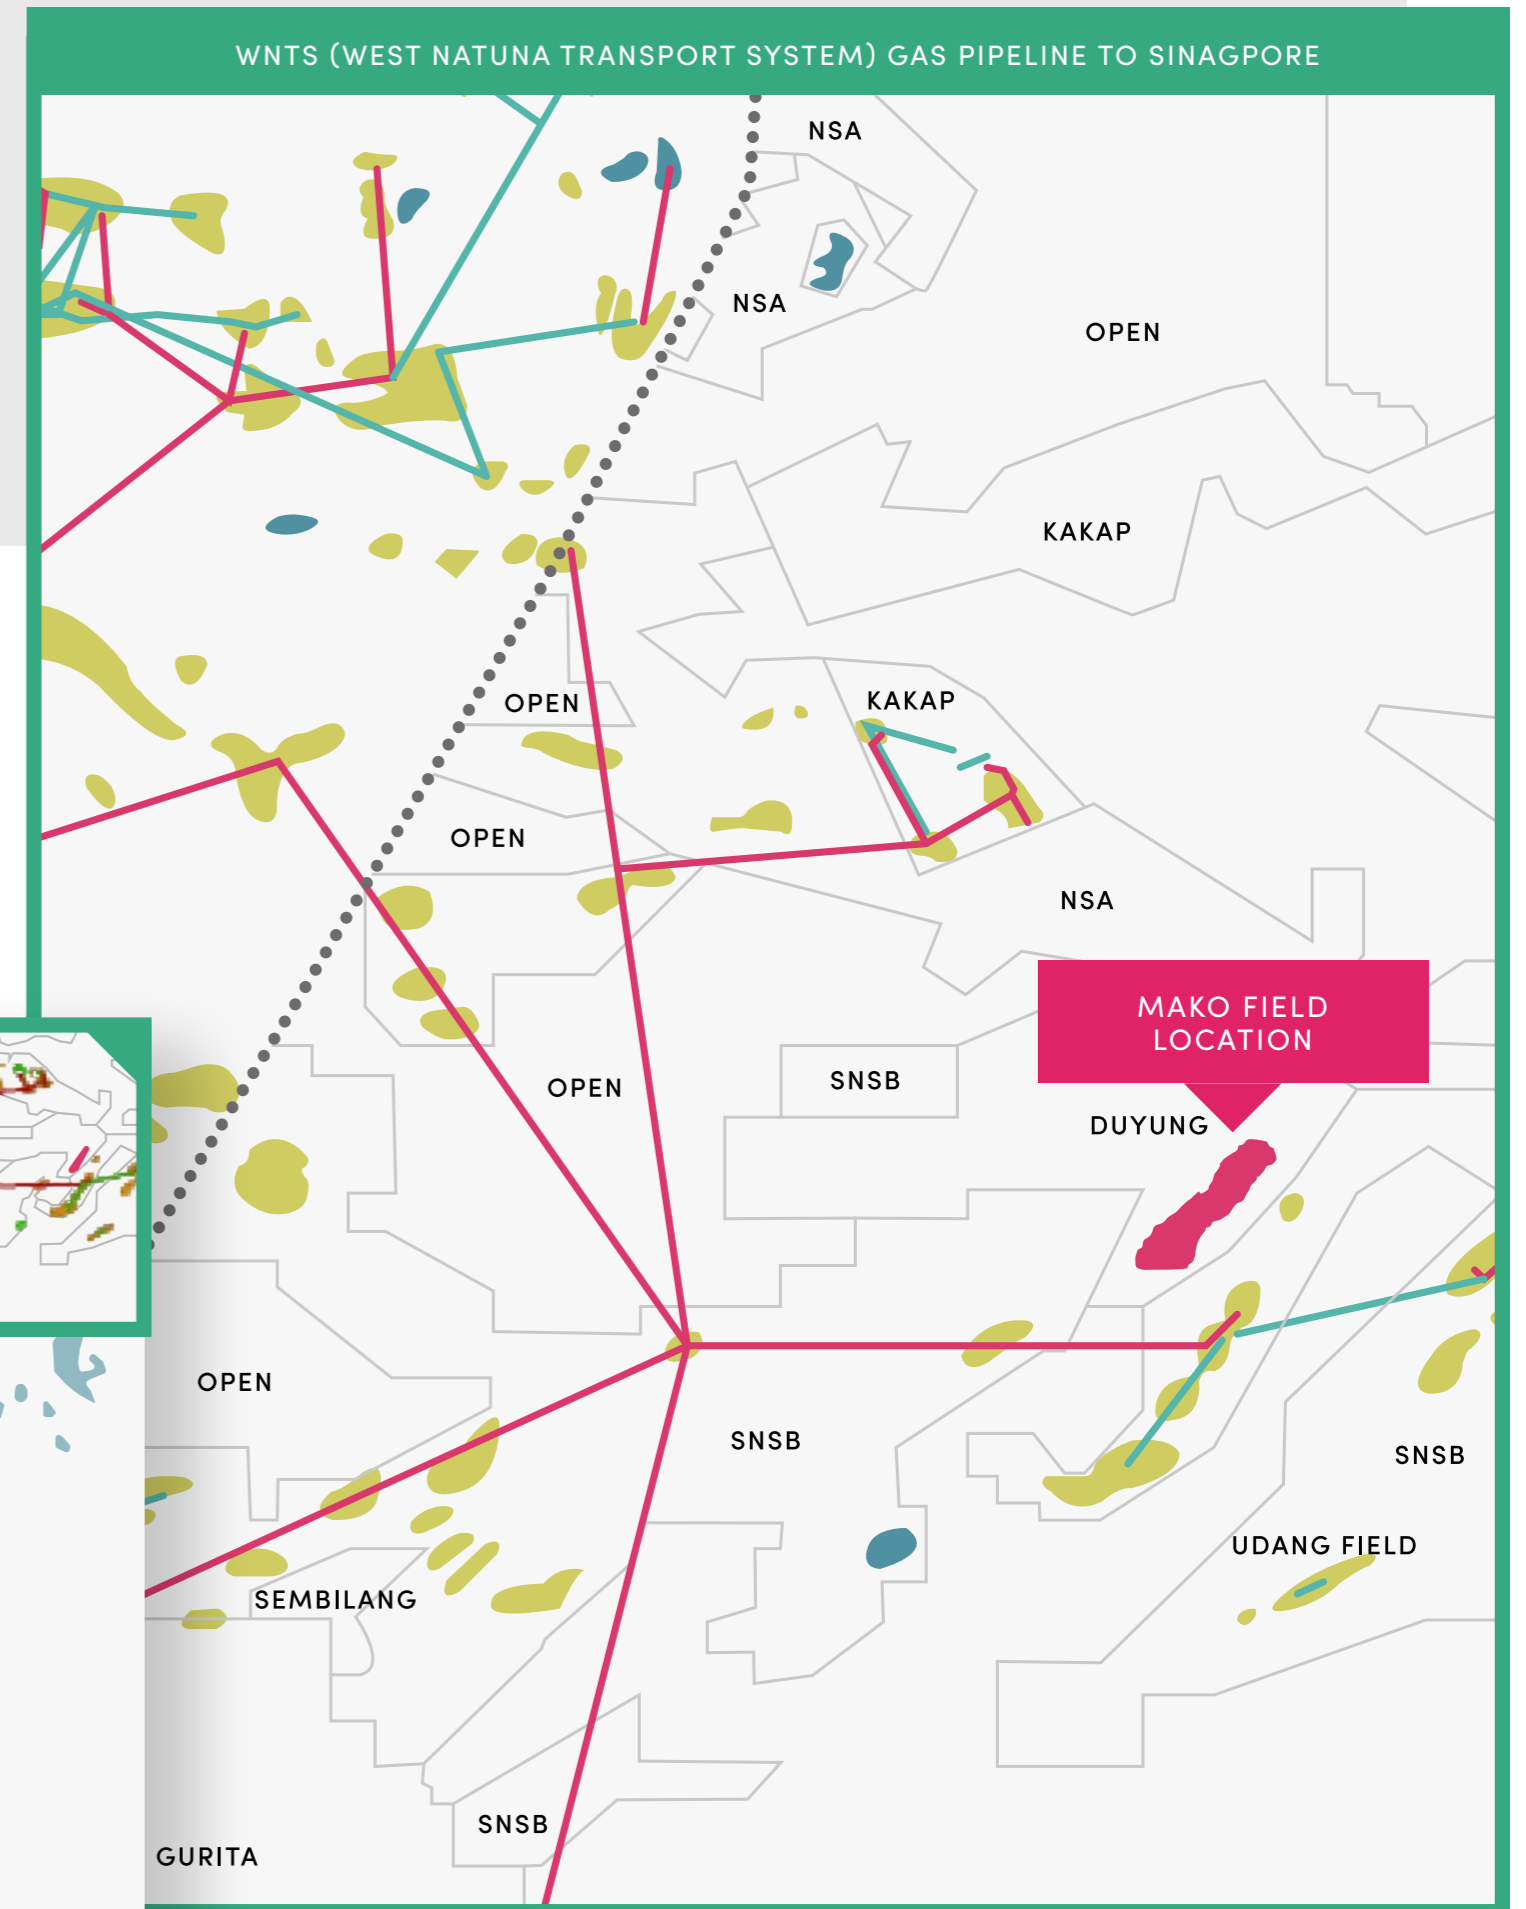 WNTS (WEST NATUNA TRANSPORT SYSTEM) GAS PIPELINE TO SINAGPORE
NSA
NSA
OPEN
KAKAP
KAKAP
OPEN
OPEN
NSA
MAKO FIELD
LOCATION
SNSB
OPEN
DUYUNG
OPEN
SNSB
SNSB
UDANG FIELD
SEMBILANG
SNSB
GURITA